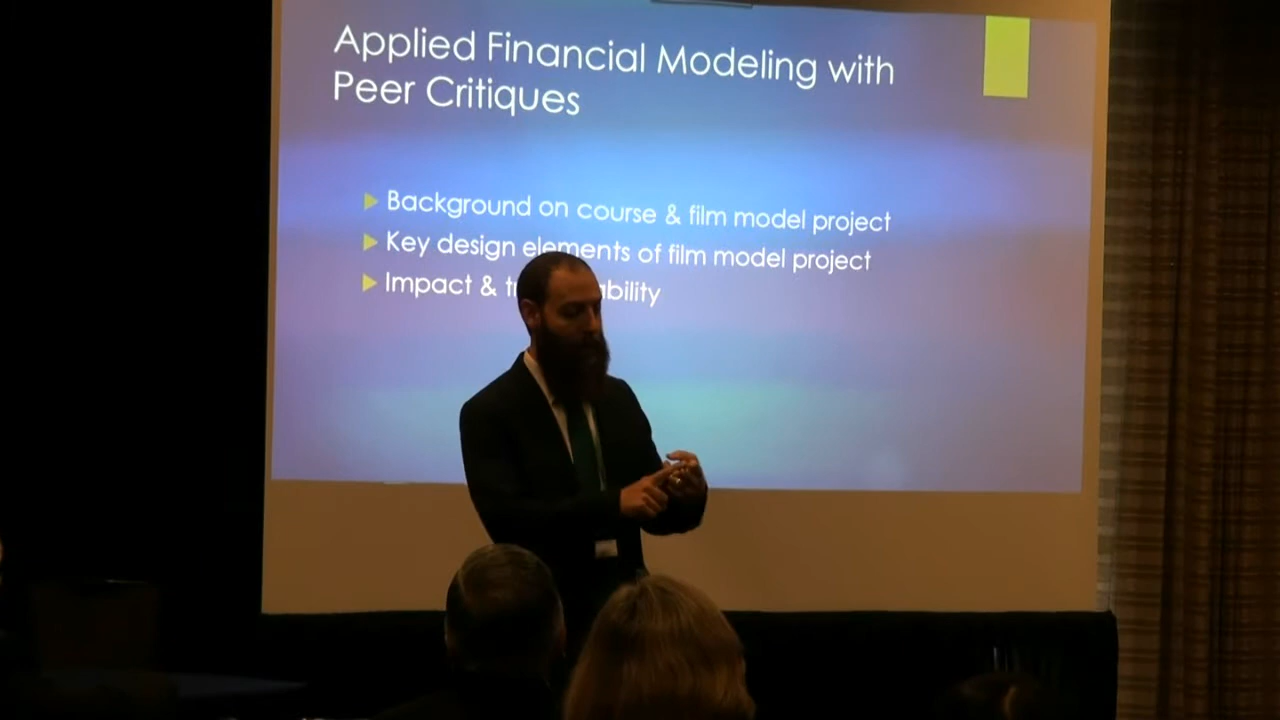 Applied Financial Modeling with
Peer Critiques
Background on course & film model project
Key design elements of film model project
Impact &